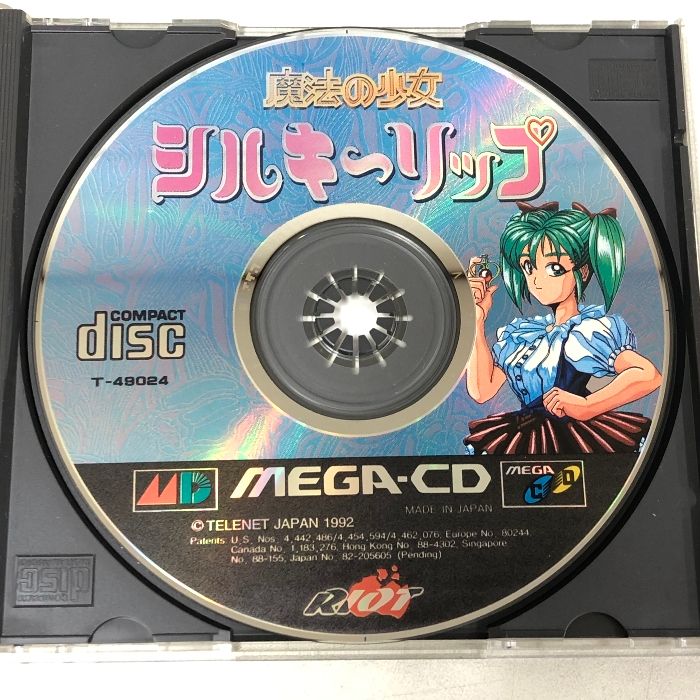 魔法の少女
シルキーリップ
COMPACT
disc
T-49024
MD
MEGA-CD
MEGA
CD
MADE IN JAPAN
©TELENET JAPAN 1992
Patents: U.S. Nos. 4,442,486/4,454,594/4,462,076, Europe No. 80244,
Canada No. 1,183,276, Hong Kong No. 88-4302, Singapore
No. 88-155, Japan No. 82-205605 (Pending)
RIOT
disc